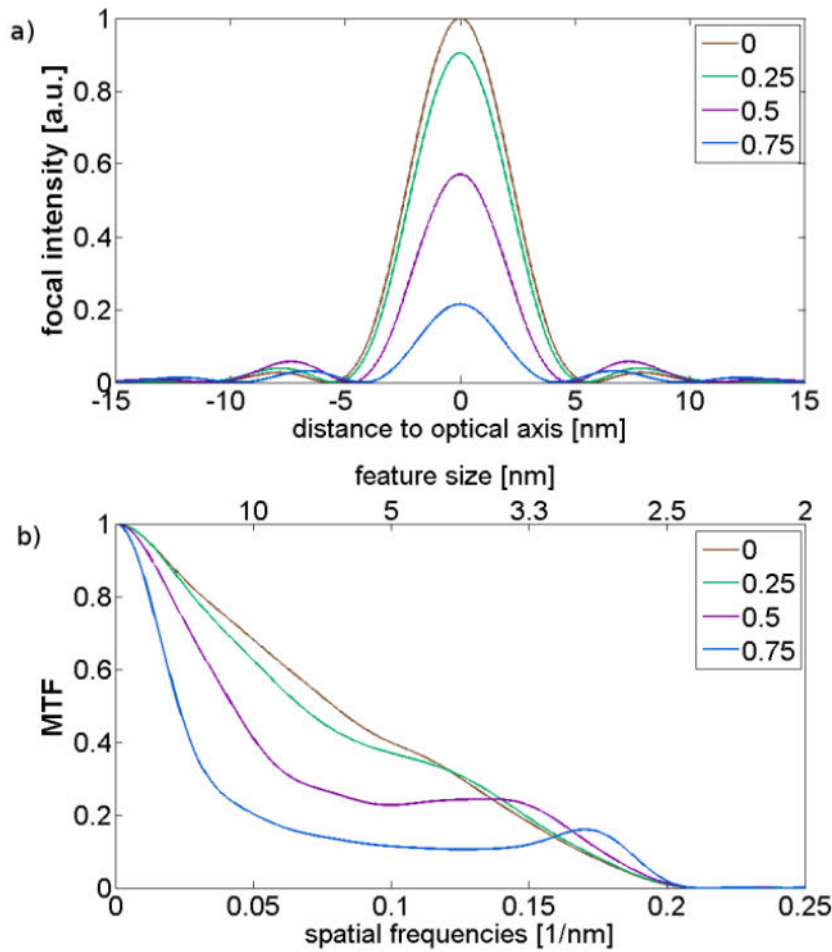 a)
focal intensity [a.u.]
1
0.8
0.6
0.4
0.2
0
0
0.25
0.5
0.75
-15 -10 -5 0 5 10 15
distance to optical axis [nm]
feature size [nm]
10 5 3.3 2.5 2
b)
MTF
1
0.8
0.6
0.4
0.2
0
0
0.25
0.5
0.75
0 0.05 0.1 0.15 0.2 0.25
spatial frequencies [1/nm]